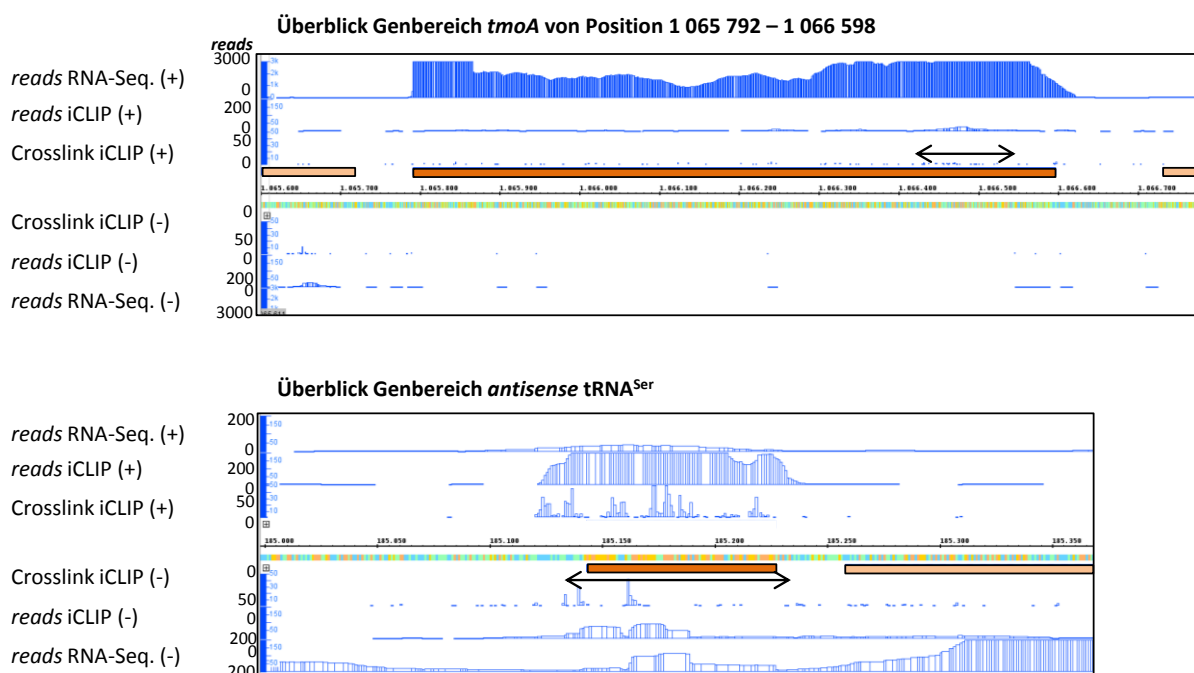 Überblick Genbereich tmoA von Position 1 065 792 – 1 066 598
reads
reads RNA-Seq. (+)
3000
0
reads iCLIP (+)
200
0
Crosslink iCLIP (+)
50
0
1.065.600 1.065.700 1.065.800 1.065.900 1.066.000 1.066.100 1.066.200 1.066.300 1.066.400 1.066.500 1.066.600 1.066.700
Crosslink iCLIP (-)
0
50
reads iCLIP (-)
0
200
reads RNA-Seq. (-)
0
3000
Überblick Genbereich antisense tRNASer
reads RNA-Seq. (+)
200
0
reads iCLIP (+)
200
0
Crosslink iCLIP (+)
50
0
185.000 185.050 185.100 185.150 185.200 185.250 185.300 185.350
Crosslink iCLIP (-)
0
50
reads iCLIP (-)
0
200
reads RNA-Seq. (-)
0
200